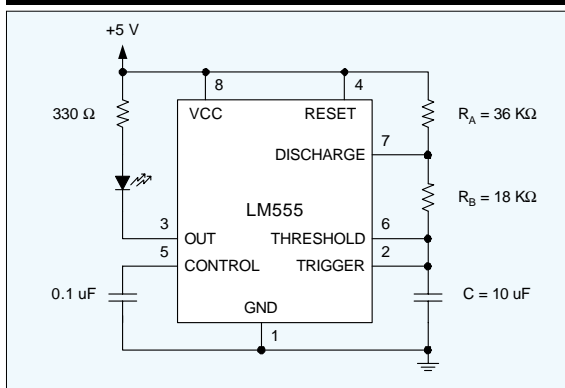 +5 V
8
4
330 Ω
VCC
RESET
R_A = 36 KΩ
7
DISCHARGE
LM555
R_B = 18 KΩ
3
6
OUT
THRESHOLD
5
2
CONTROL
TRIGGER
0.1 uF
C = 10 uF
GND
1